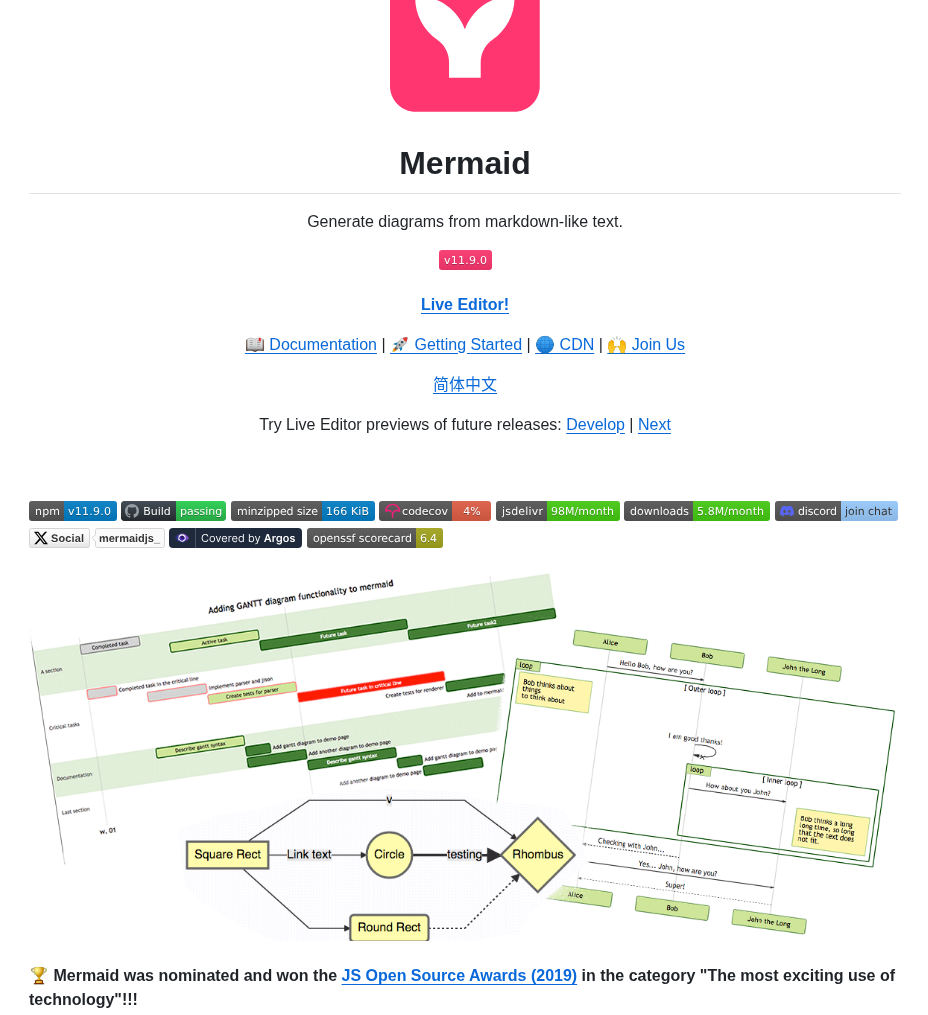 Mermaid
Generate diagrams from markdown-like text.
v11.9.0
Live Editor!
📖 Documentation | 🚀 Getting Started | 🌐 CDN | 🙌 Join Us
简体中文
Try Live Editor previews of future releases: Develop | Next
npm v11.9.0 Build passing minzipped size 166 KiB codecov 4% jsdelivr 98M/month downloads 5.8M/month discord join chat
Social mermaidjs_ Covered by Argos openssf scorecard 6.4
Adding GANTT diagram functionality to mermaid
A section
Completed task
Active task
Future task
Future task2
Critical tasks
Completed task in the critical line
Implement parser and json
Create tests for parser
Future task in critical line
Create tests for renderer
Add to mermaid
Documentation
Describe gantt syntax
Add gantt diagram to demo page
Add another diagram to demo page
Last section
Describe gantt syntax
Add gantt diagram to demo pa
Add another diagram to demo page
w. 01
Alice
Bob
John the Long
loop
Hello Bob, how are you?
[ Outer loop ]
Bob thinks about
things
to think about
I am good thanks!
loop
[ Inner loop ]
How about you John?
Bob thinks a long
long time, so long
that the text does
not fit.
Checking with John...
Yes... John, how are you?
Super!
Alice
Bob
John the Long
Square Rect
Link text
Circle
testing
Rhombus
Round Rect
🏆 Mermaid was nominated and won the JS Open Source Awards (2019) in the category "The most exciting use of
technology"!!!